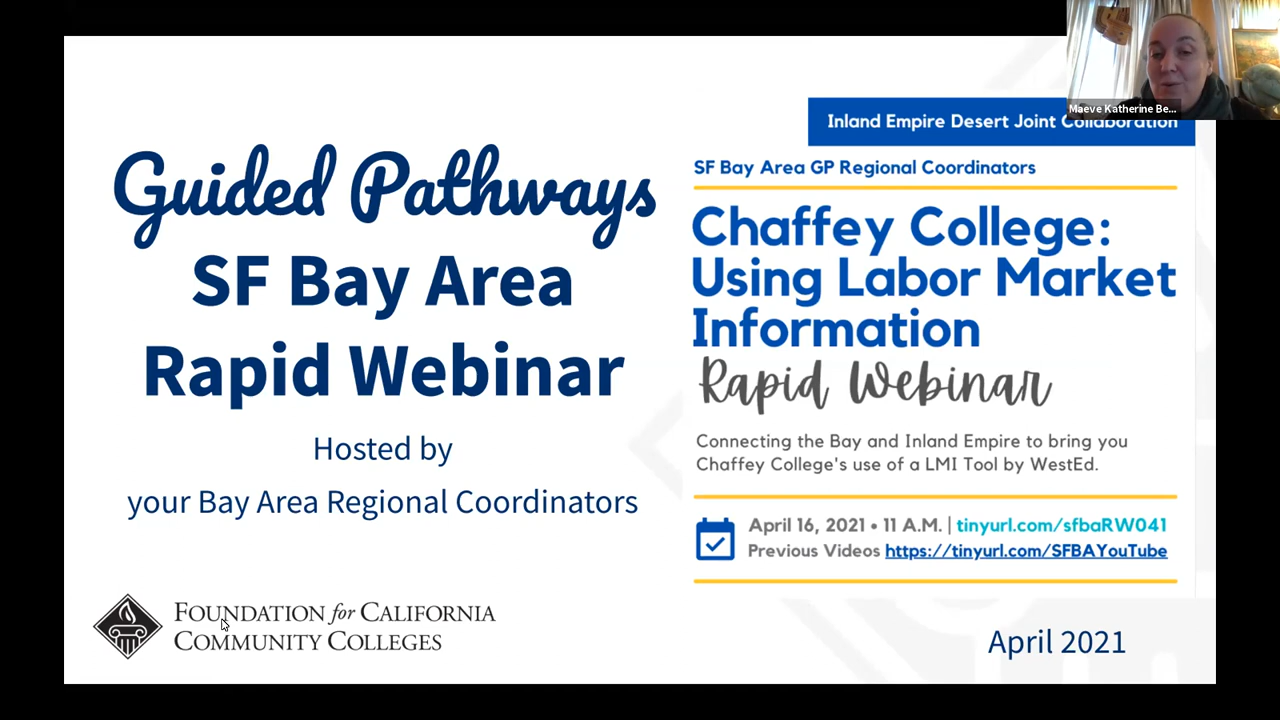 Maeve Katherine Be...
Guided Pathways
SF Bay Area
Rapid Webinar
Hosted by
your Bay Area Regional Coordinators
FOUNDATION for CALIFORNIA
COMMUNITY COLLEGES
Inland Empire Desert Joint Collaboration
SF Bay Area GP Regional Coordinators
Chaffey College:
Using Labor Market
Information
Rapid Webinar
Connecting the Bay and Inland Empire to bring you
Chaffey College's use of a LMI Tool by WestEd.
April 16, 2021 • 11 A.M. | tinyurl.com/sfbaRW041
Previous Videos https://tinyurl.com/SFBAYouTube
April 2021